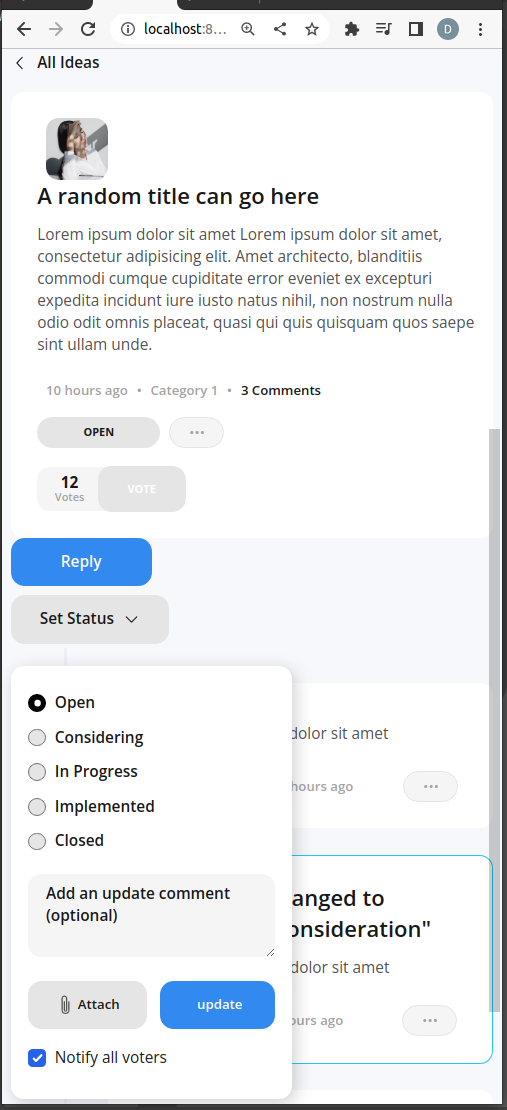 localhost:8...
D
All Ideas
A random title can go here
Lorem ipsum dolor sit amet Lorem ipsum dolor sit amet,
consectetur adipisicing elit. Amet architecto, blanditiis
commodi cumque cupiditate error eveniet ex excepturi
expedita incidunt iure iusto natus nihil, non nostrum nulla
odio odit omnis placeat, quasi qui quis quisquam quos saepe
sint ullam unde.
10 hours ago • Category 1 • 3 Comments
OPEN
12
Votes
VOTE
Reply
Set Status
Open
Considering
dolor sit amet
In Progress
hours ago
Implemented
Closed
Add an update comment
(optional)
anged to
onsideration"
dolor sit amet
Attach
update
ours ago
Notify all voters